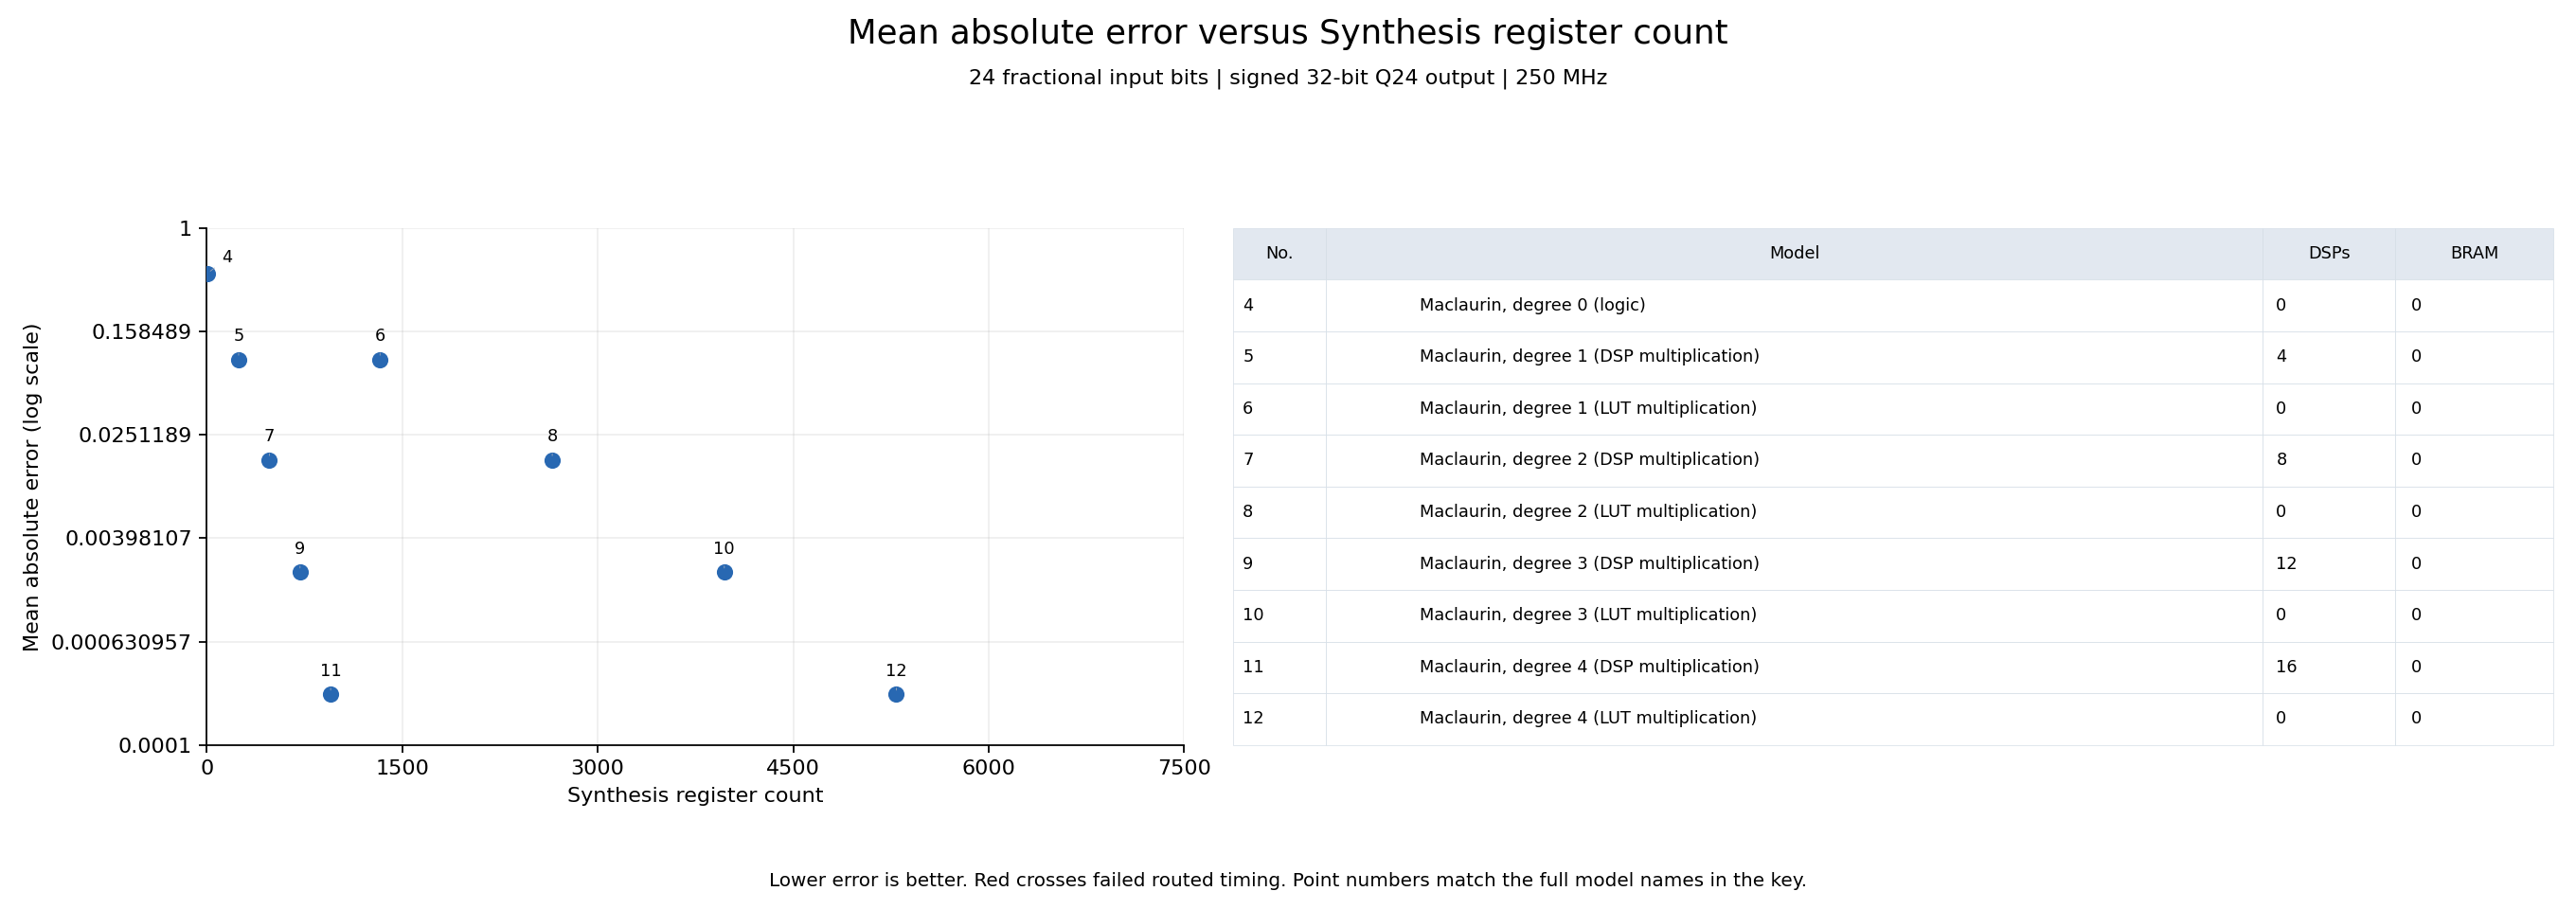 Mean absolute error versus Synthesis register count
24 fractional input bits | signed 32-bit Q24 output | 250 MHz
Mean absolute error (log scale)
1
0.158489
0.0251189
0.00398107
0.000630957
0.0001
4
5
6
7
8
9
10
11
12
0
1500
3000
4500
6000
7500
Synthesis register count
No. Model DSPs BRAM
4 Maclaurin, degree 0 (logic) 0 0
5 Maclaurin, degree 1 (DSP multiplication) 4 0
6 Maclaurin, degree 1 (LUT multiplication) 0 0
7 Maclaurin, degree 2 (DSP multiplication) 8 0
8 Maclaurin, degree 2 (LUT multiplication) 0 0
9 Maclaurin, degree 3 (DSP multiplication) 12 0
10 Maclaurin, degree 3 (LUT multiplication) 0 0
11 Maclaurin, degree 4 (DSP multiplication) 16 0
12 Maclaurin, degree 4 (LUT multiplication) 0 0
Lower error is better. Red crosses failed routed timing. Point numbers match the full model names in the key.